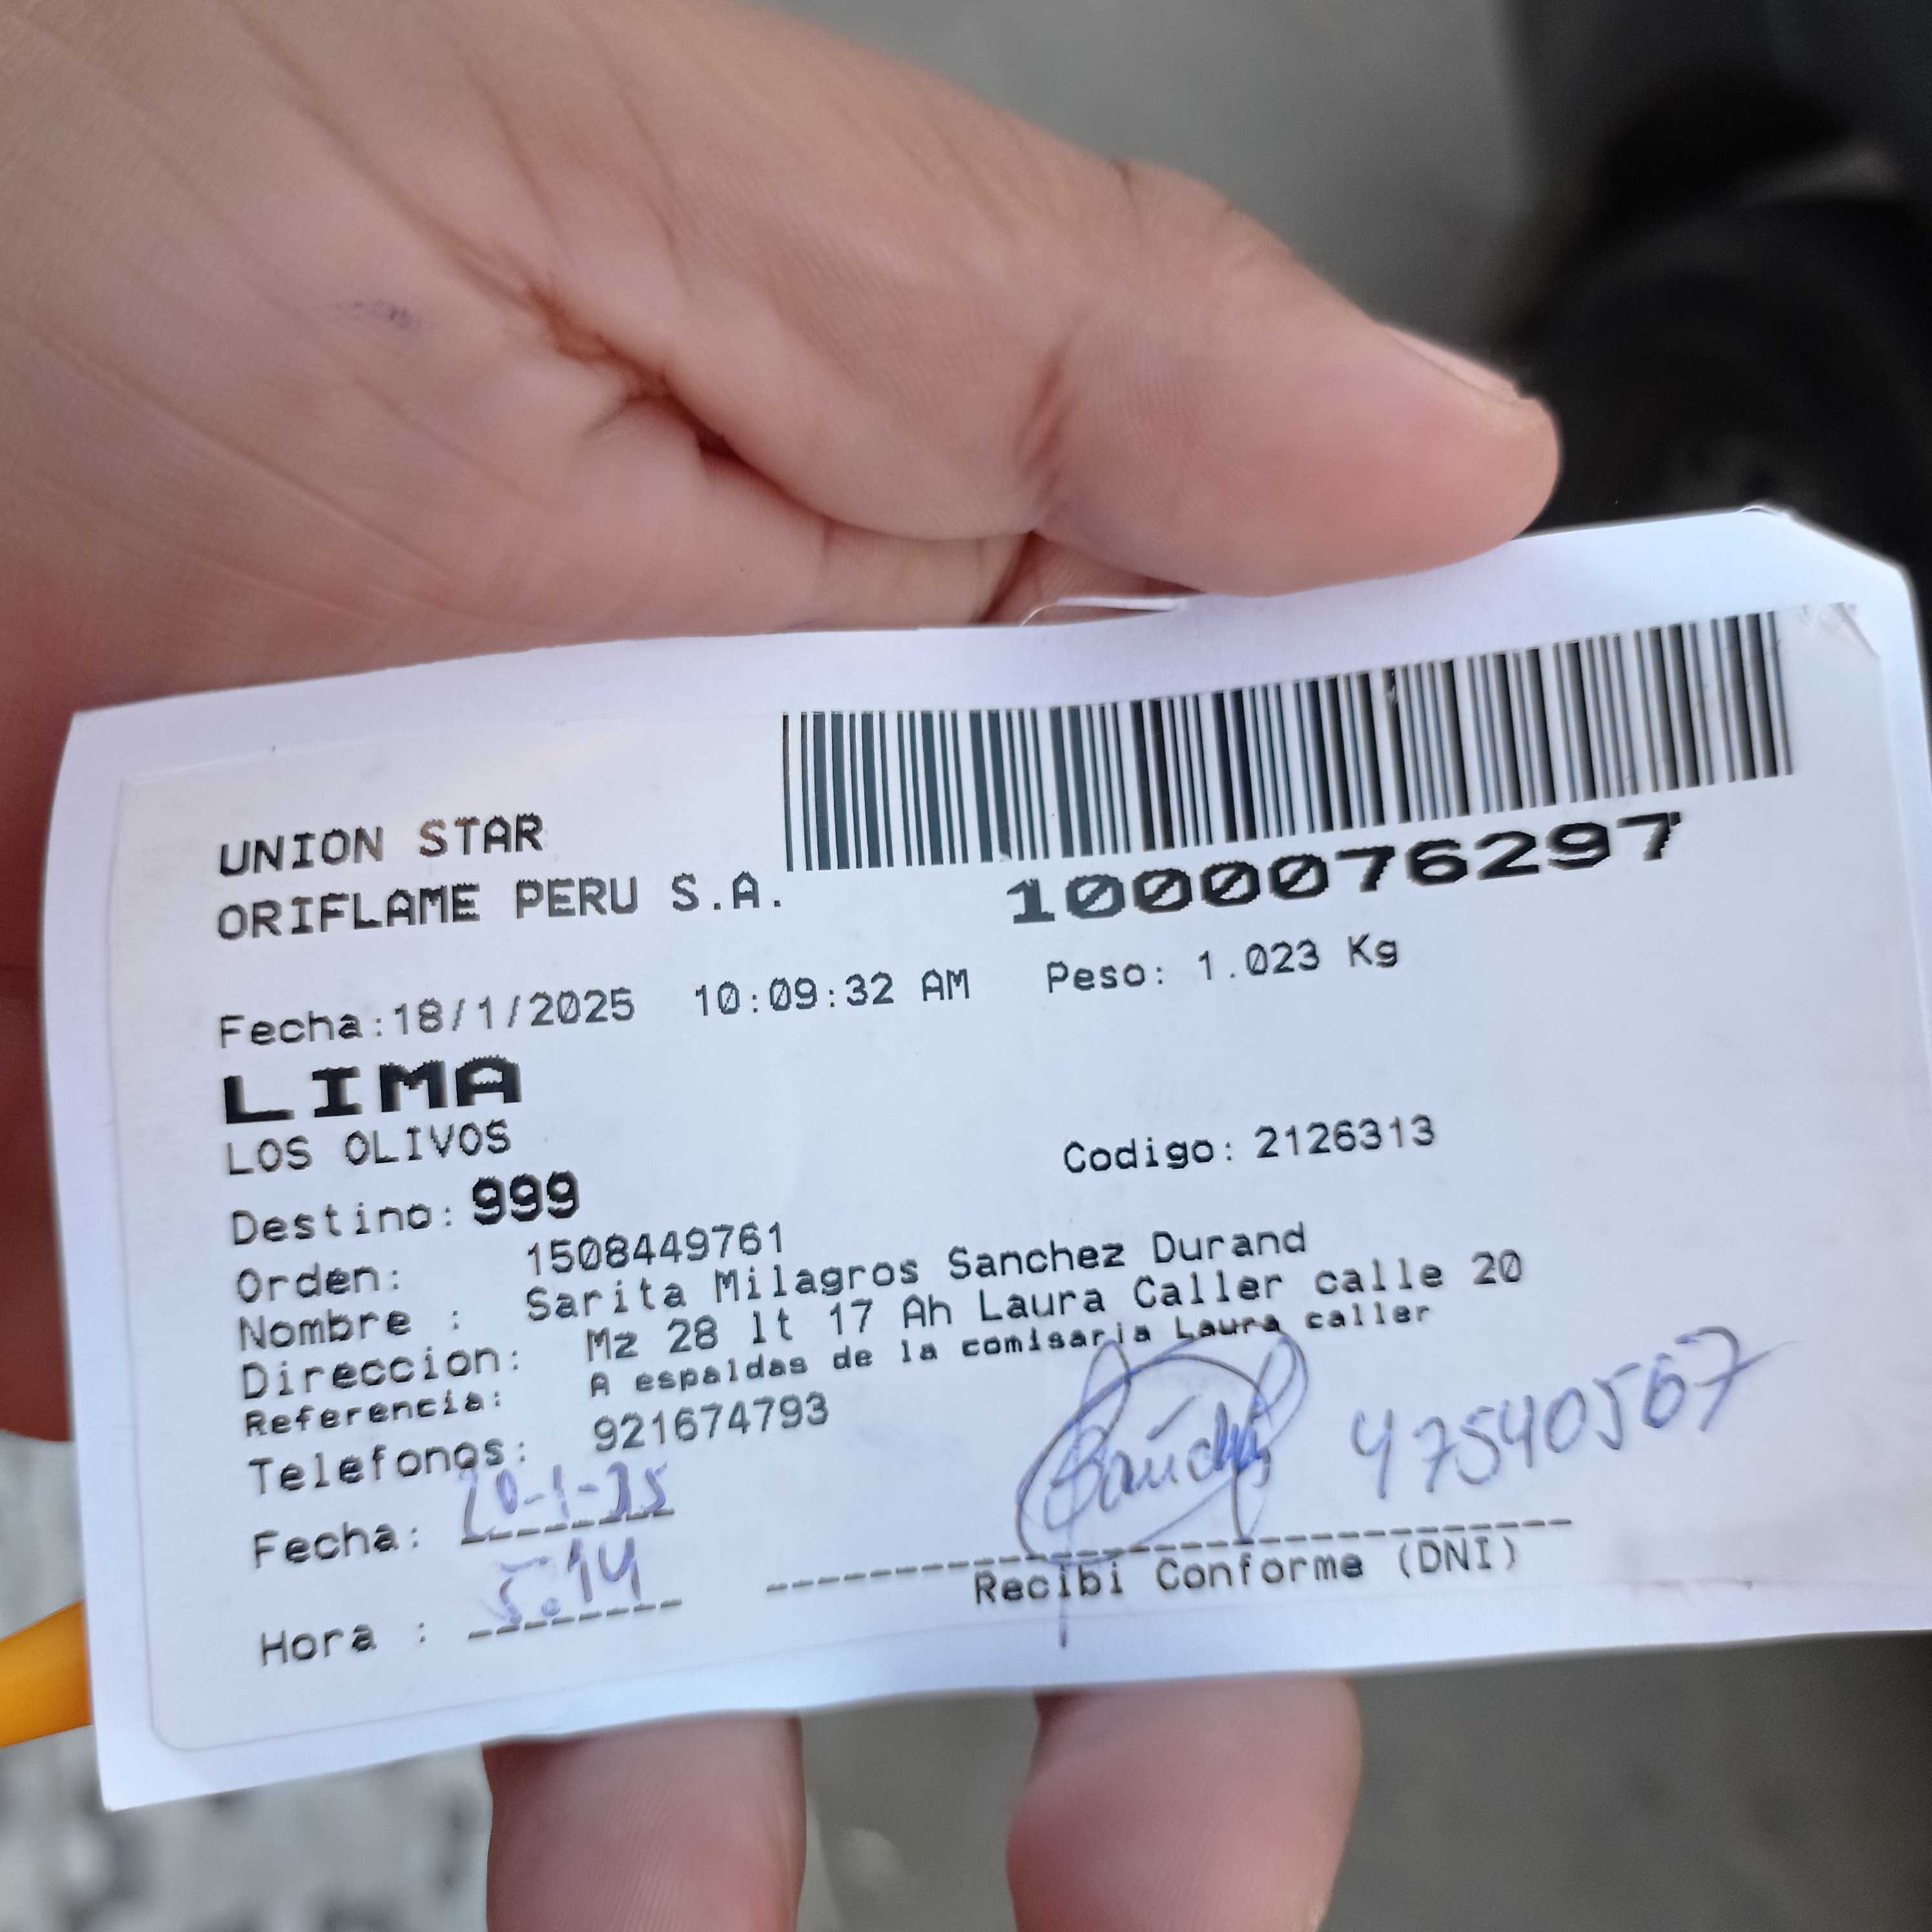 UNION STAR
ORIFLAME PERU S.A.
1000076297
Fecha:18/1/2025 10:09:32 AM Peso: 1.023 Kg
LIMA
LOS OLIVOS
Codigo: 2126313
Destino: 999
Orden: 1508449761
Nombre : Sarita Milagros Sanchez Durand
Direccion: Mz 28 lt 17 Ah Laura Caller calle 20
Referencia: A espaldas de la comisaria Laura caller
Telefonos: 921674793
Fecha: 20-1-25
47540567
Hora : 5:14
Recibi Conforme (DNI)